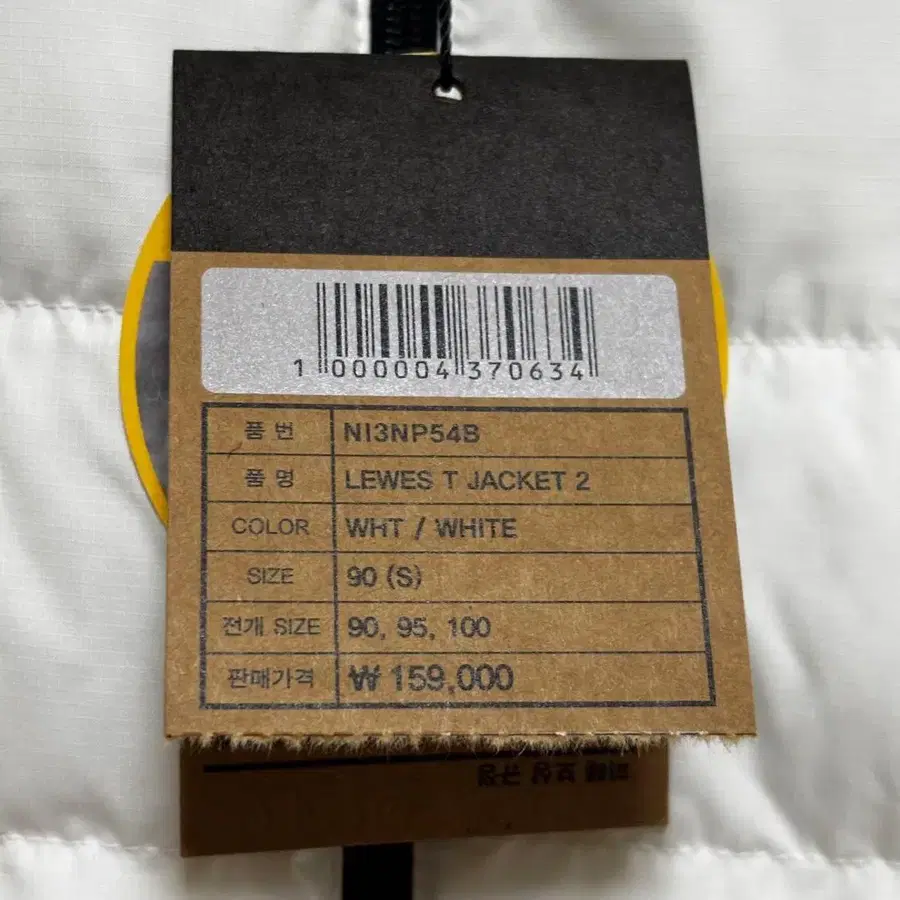 1 000004 370634
품 번 NI3NP54B
품 명 LEWES T JACKET 2
COLOR WHT / WHITE
SIZE 90 (S)
전개 SIZE 90, 95, 100
판매가격 ₩ 159,000